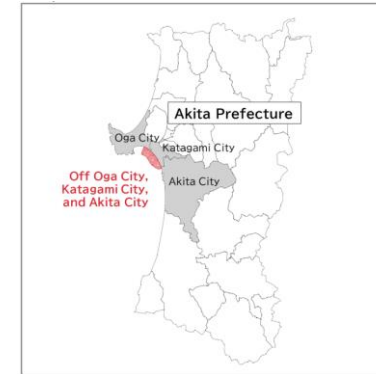 Akita Prefecture
Oga City
Katagami City
Off Oga City,
Katagami City,
and Akita City
Akita City